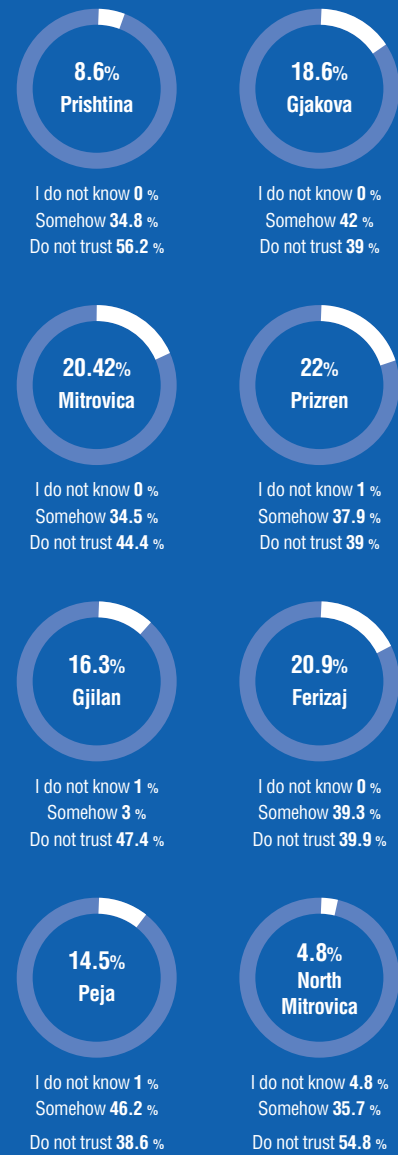 8.6%
Prishtina
I do not know 0 %
Somehow 34.8 %
Do not trust 56.2 %
18.6%
Gjakova
I do not know 0 %
Somehow 42 %
Do not trust 39 %
20.42%
Mitrovica
I do not know 0 %
Somehow 34.5 %
Do not trust 44.4 %
22%
Prizren
I do not know 1 %
Somehow 37.9 %
Do not trust 39 %
16.3%
Gjilan
I do not know 1 %
Somehow 3 %
Do not trust 47.4 %
20.9%
Ferizaj
I do not know 0 %
Somehow 39.3 %
Do not trust 39.9 %
14.5%
Peja
I do not know 1 %
Somehow 46.2 %
Do not trust 38.6 %
4.8%
North
Mitrovica
I do not know 4.8 %
Somehow 35.7 %
Do not trust 54.8 %